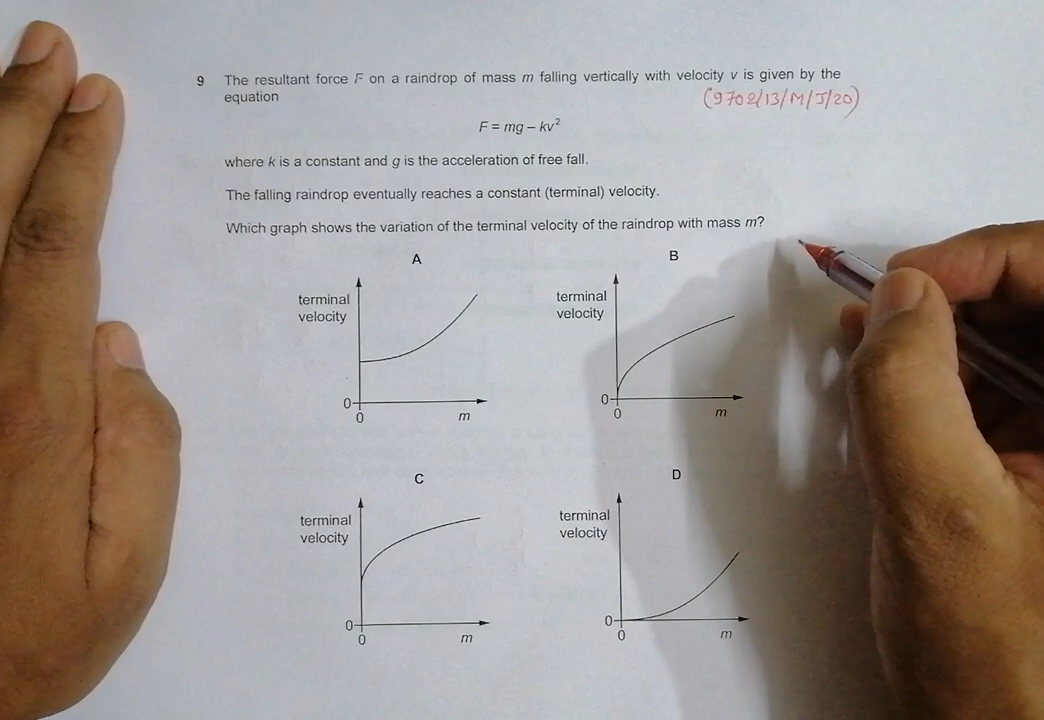 9 The resultant force F on a raindrop of mass m falling vertically with velocity v is given by the
equation
(9702/13/M/J/20)
F = mg – kv²
where k is a constant and g is the acceleration of free fall.
The falling raindrop eventually reaches a constant (terminal) velocity.
Which graph shows the variation of the terminal velocity of the raindrop with mass m?
A
terminal
velocity
0
0
m
B
terminal
velocity
0
0
m
C
terminal
velocity
0
0
m
D
terminal
velocity
0
0
m